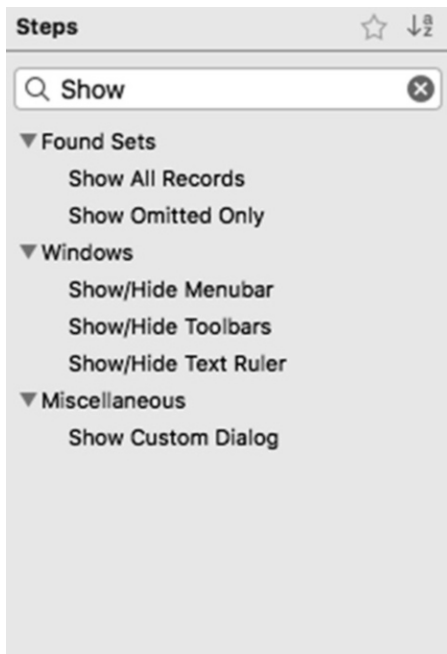 Steps
Show
Found Sets
Show All Records
Show Omitted Only
Windows
Show/Hide Menubar
Show/Hide Toolbars
Show/Hide Text Ruler
Miscellaneous
Show Custom Dialog